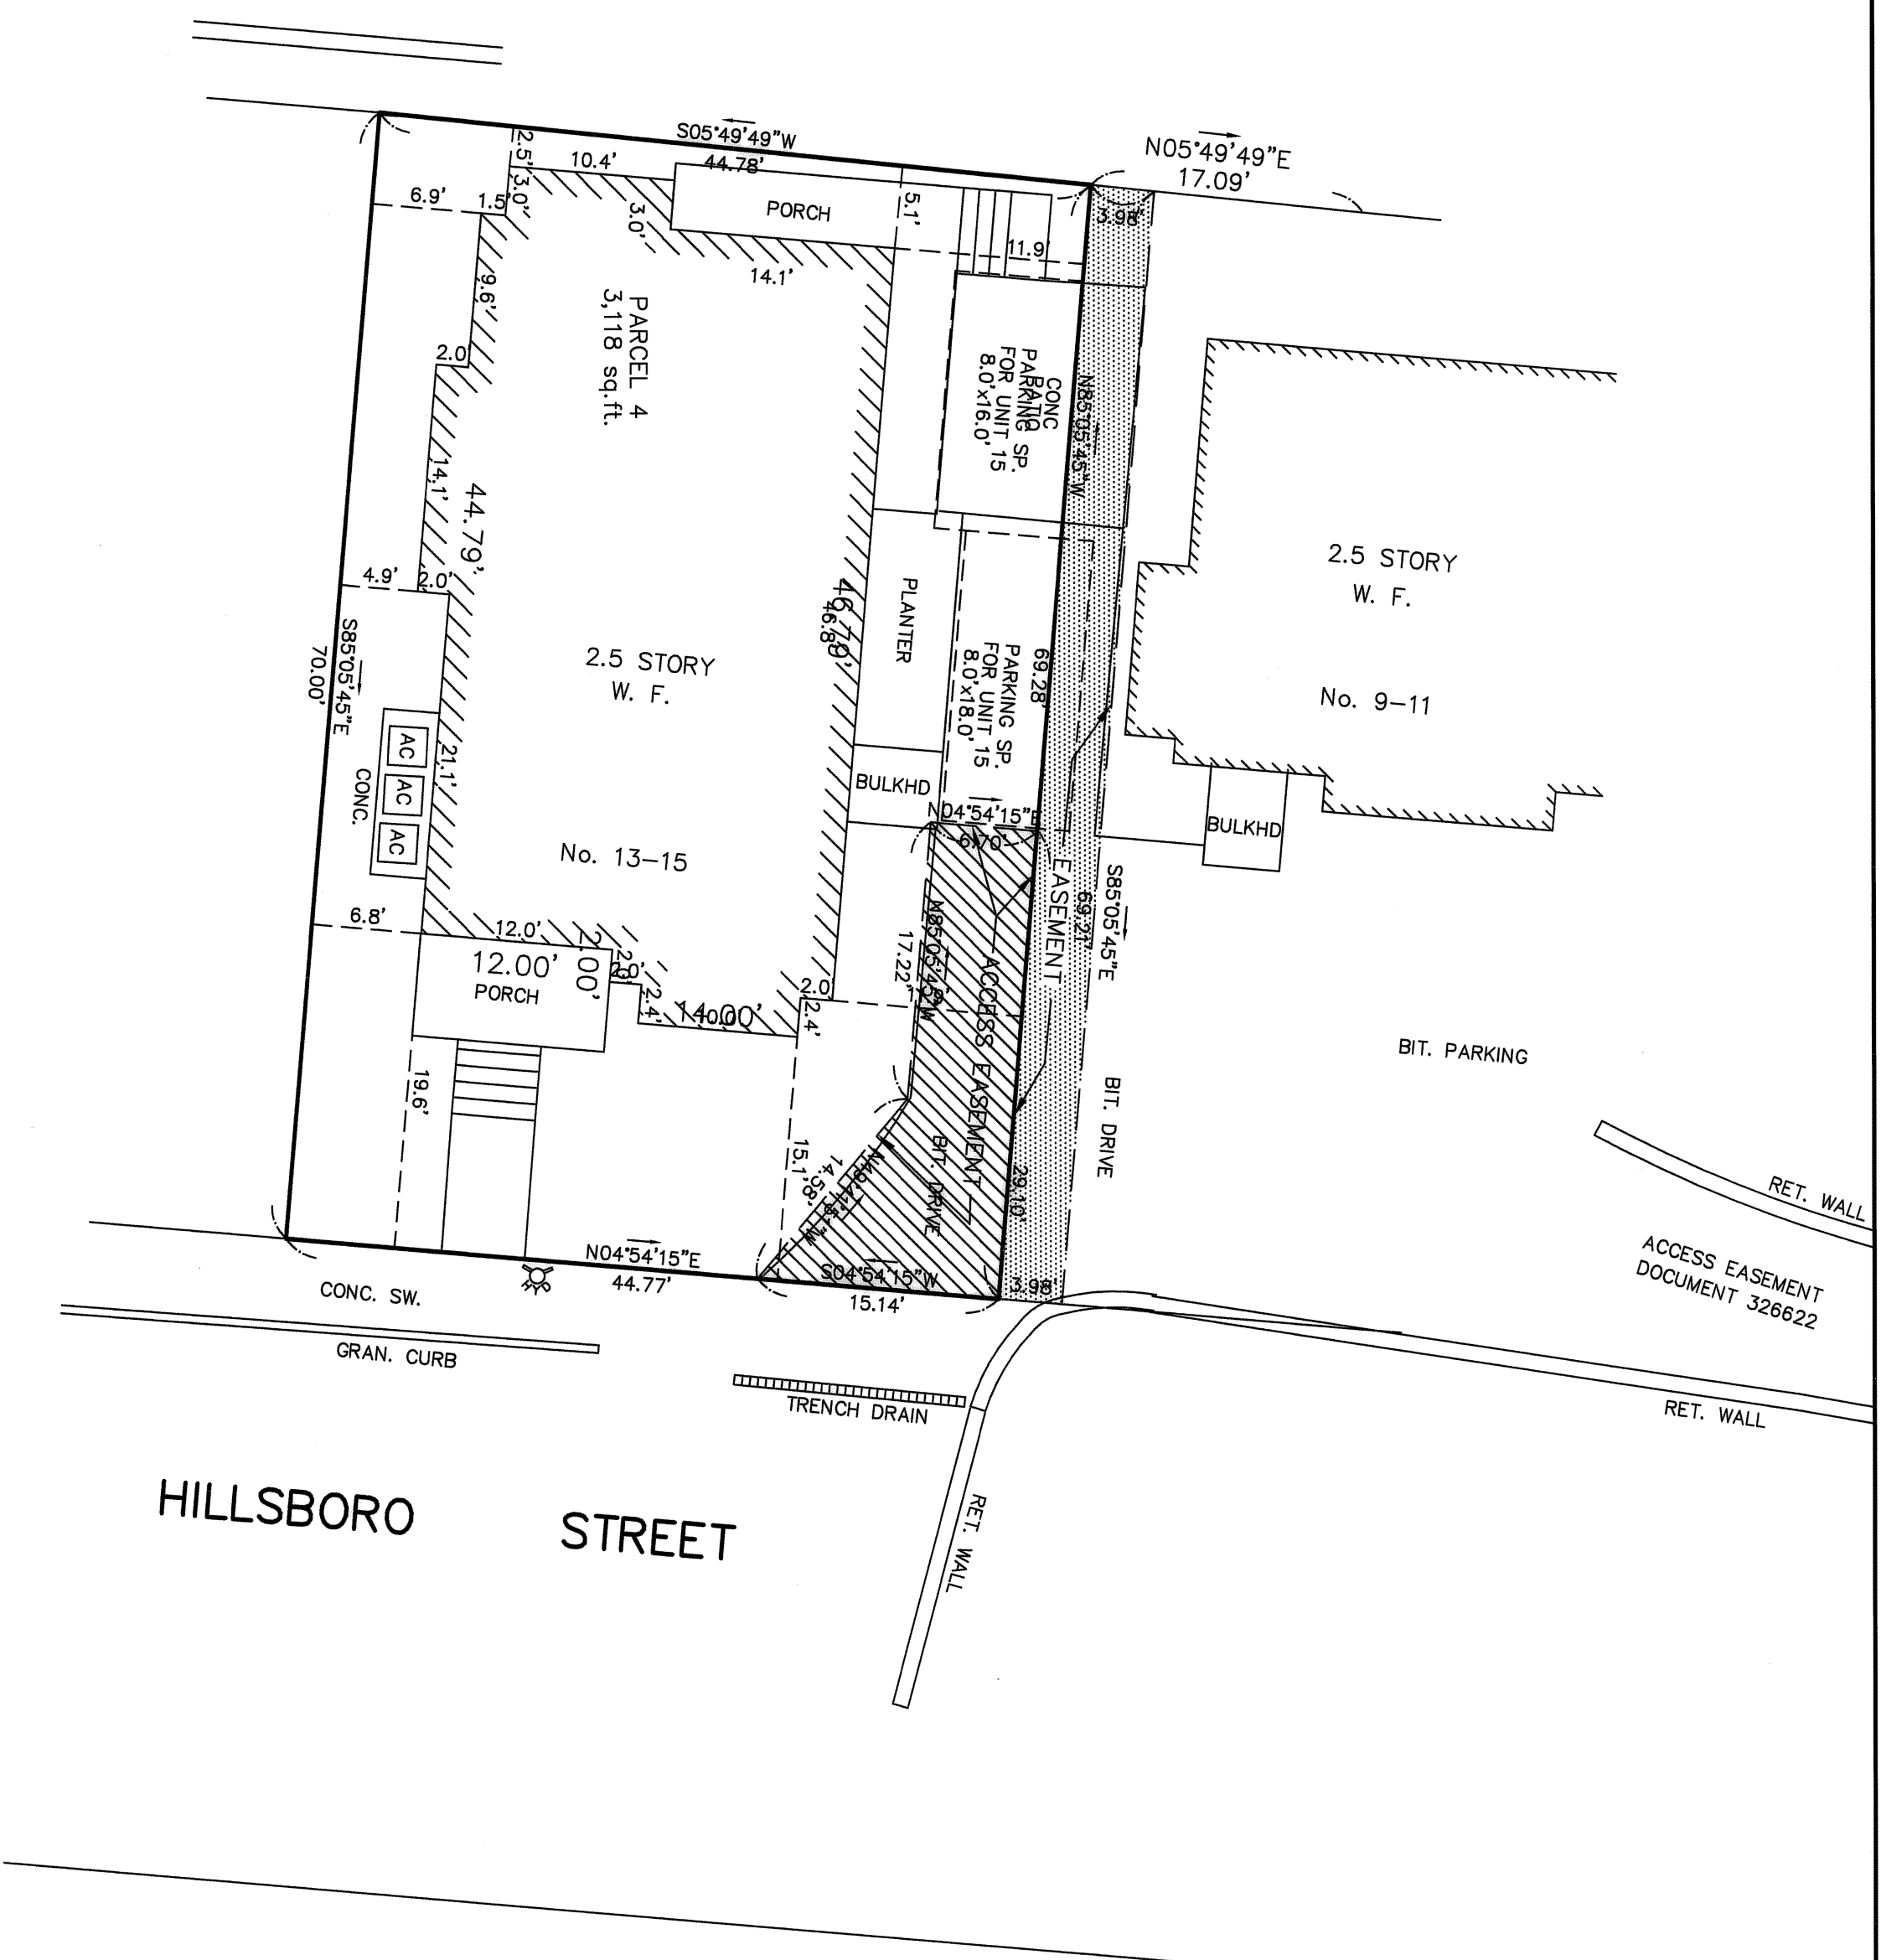 S05°49'49"W
44.78'
N05°49'49"E
17.09'
3.98'
2.5'
10.4'
3.0'
3.0'
PORCH
5.1'
11.9'
6.9'
1.5'
14.1'
9.6'
PARCEL 4
3,118 sq.ft.
CONC
PATIO
PARKING SP.
FOR UNIT 15
8.0'x16.0'
N85°05'45"W
2.0'
14.1'
44.79'
2.5 STORY
W. F.
4.9'
2.0'
46.79'
46.8'
PLANTER
PARKING SP.
FOR UNIT 15
8.0'x18.0'
69.28'
2.5 STORY
W. F.
No. 9-11
S85°05'45"E
70.00'
AC
AC
AC
CONC.
21.1'
BULKHD
N04°54'15"E
6.70'
BULKHD
No. 13-15
EASEMENT
69.21'
S85°05'45"E
6.8'
12.0'
12.00'
2.00'
2.0'
2.0'
PORCH
2.4'
14.00'
2.0'
2.4'
N85°05'45"W
17.22'
ACCESS EASEMENT
BIT. PARKING
19.6'
15.1'
BIT. DRIVE
BIT. DRIVE
29.10'
RET. WALL
N04°54'15"E
44.77'
S04°54'15"W
15.14'
3.98'
ACCESS EASEMENT
DOCUMENT 326622
CONC. SW.
HYD
GRAN. CURB
TRENCH DRAIN
RET. WALL
RET. WALL
HILLSBORO STREET